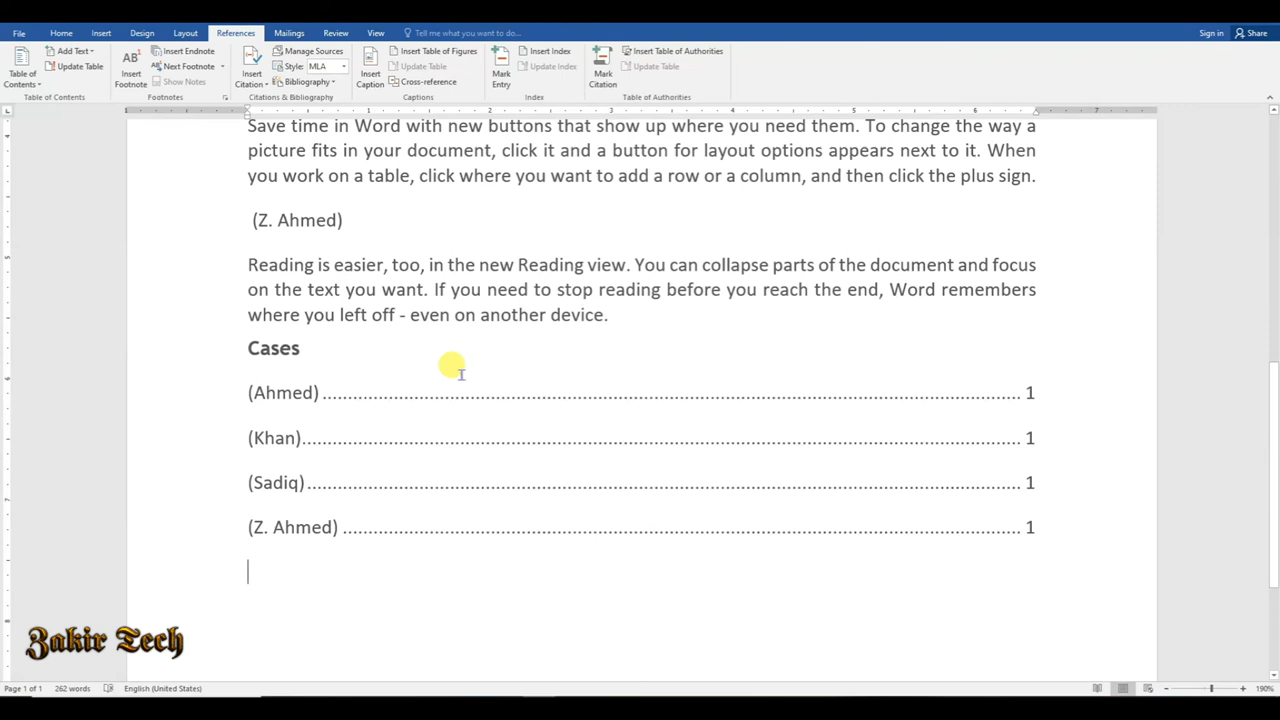 File Home Insert Design Layout References Mailings Review View Tell me what you want to do... Sign in Share
Table of Contents Add Text Update Table Insert Footnote AB¹ Insert Endnote Next Footnote Show Notes Insert Citation Manage Sources Style: MLA Bibliography Insert Caption Insert Table of Figures Update Table Cross-reference Mark Entry Insert Index Update Index Mark Citation Insert Table of Authorities Update Table
Table of Contents Footnotes Citations & Bibliography Captions Index Table of Authorities
1 1 2 3 4 5 6 7
Save time in Word with new buttons that show up where you need them. To change the way a
picture fits in your document, click it and a button for layout options appears next to it. When
you work on a table, click where you want to add a row or a column, and then click the plus sign.
(Z. Ahmed)
Reading is easier, too, in the new Reading view. You can collapse parts of the document and focus
on the text you want. If you need to stop reading before you reach the end, Word remembers
where you left off - even on another device.
Cases
(Ahmed) ........ 1
(Khan)........ 1
(Sadiq) ........ 1
(Z. Ahmed) ........ 1
Zakir Tech
Page 1 of 1 262 words English (United States) 190%